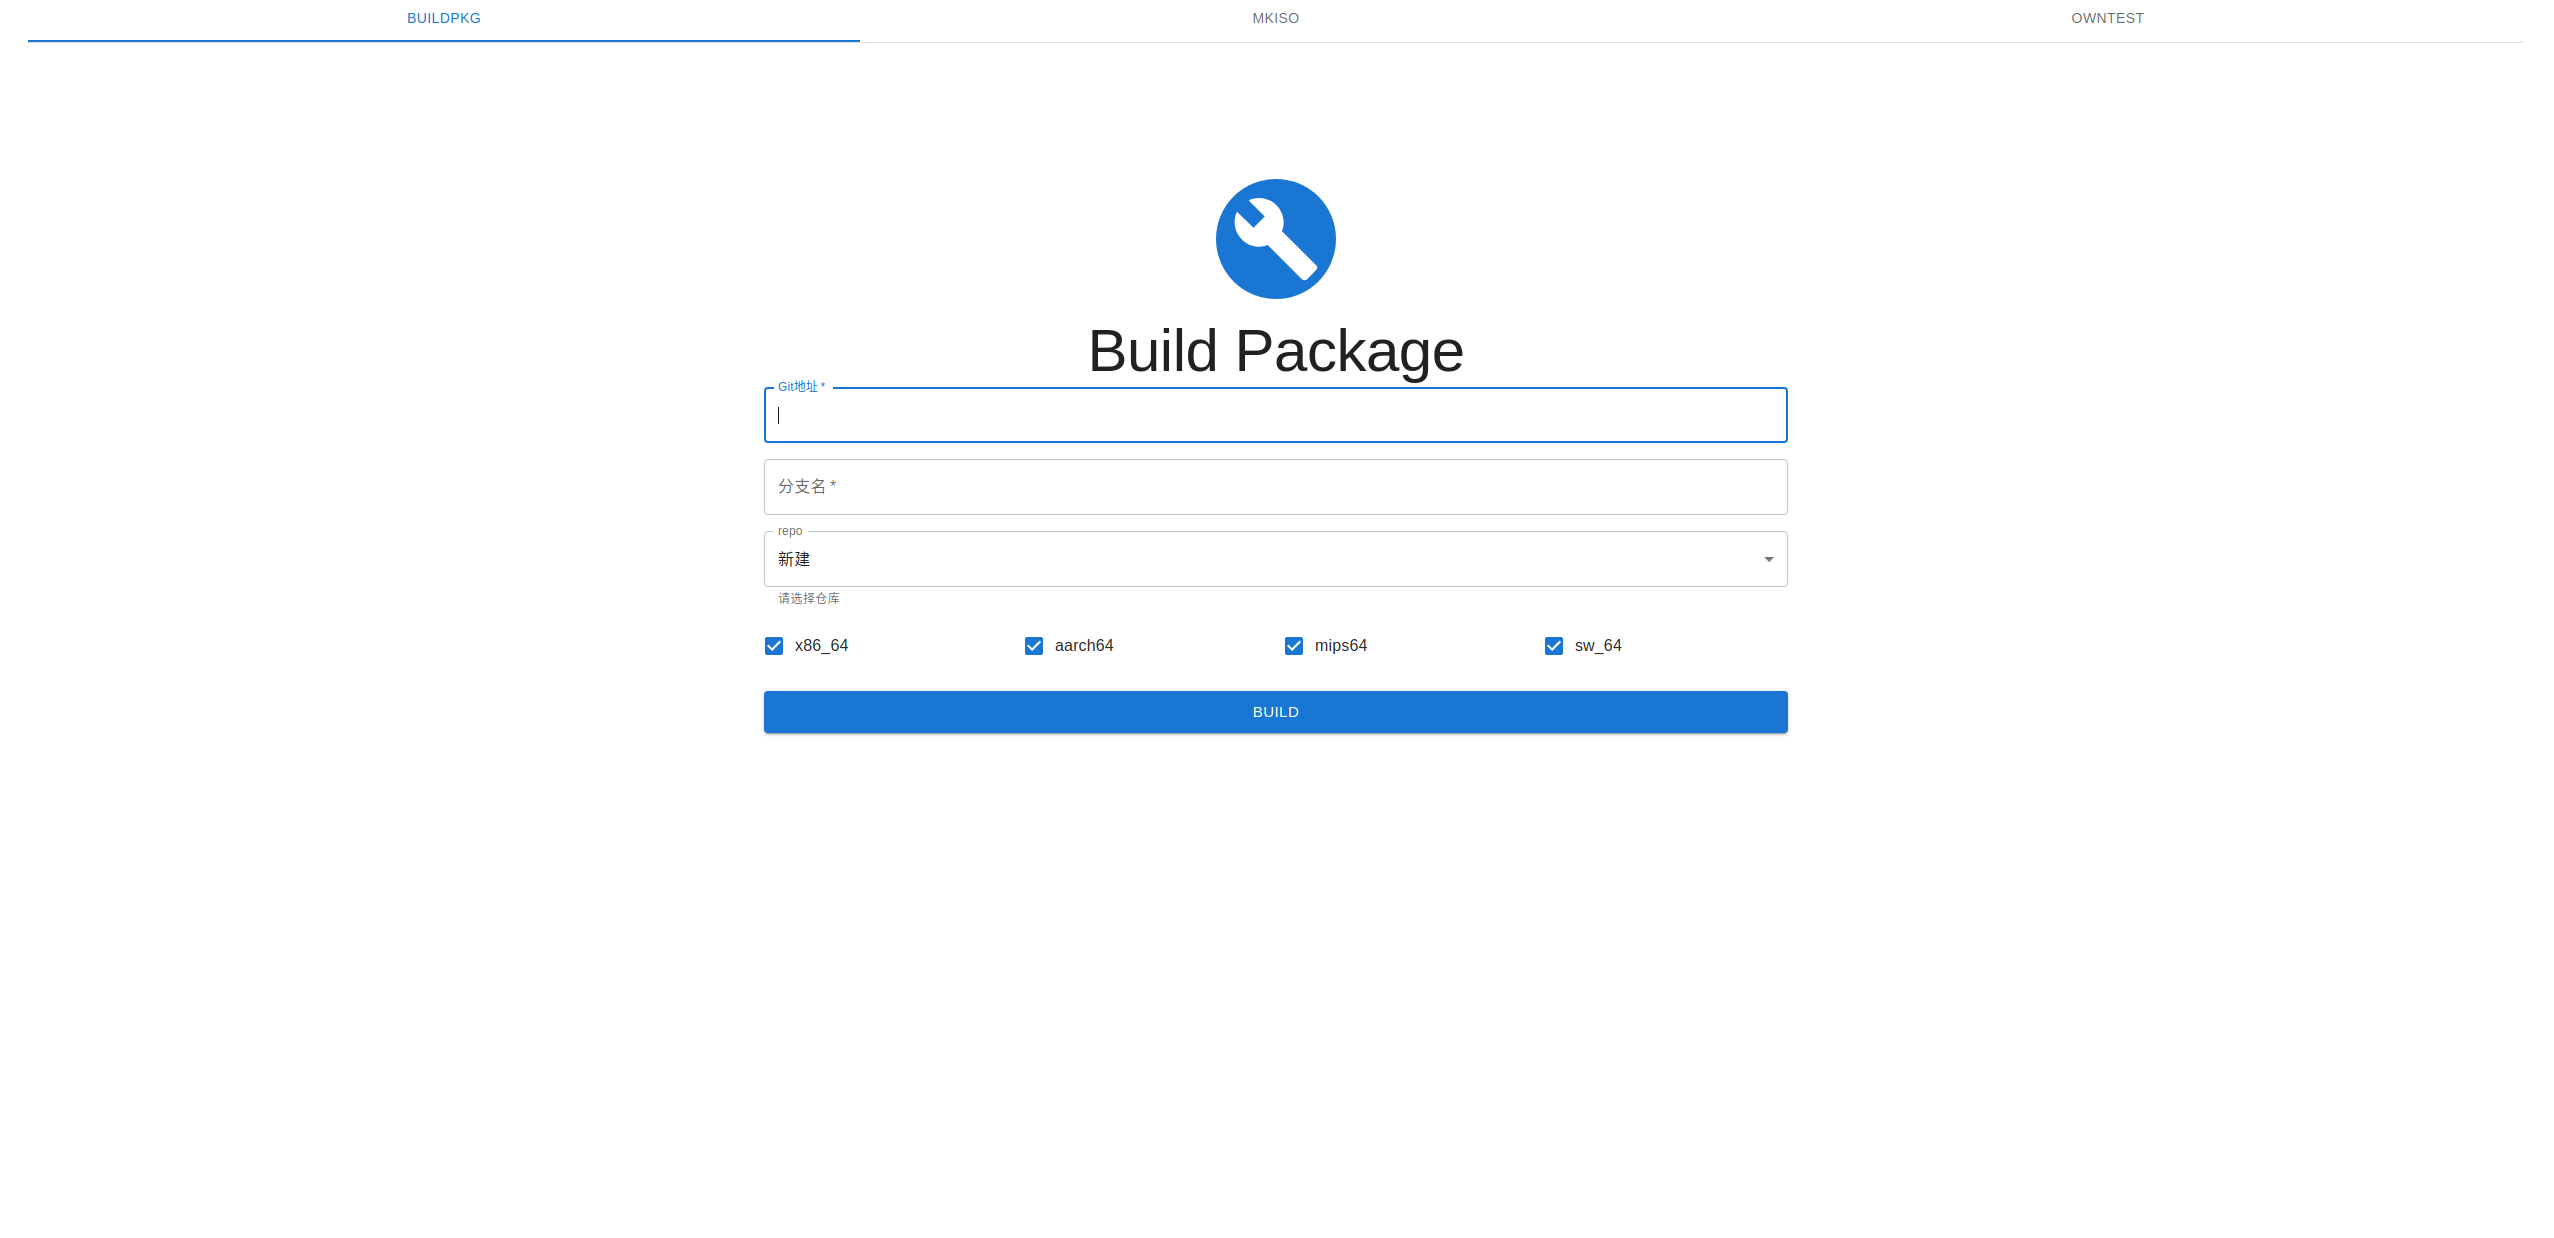 BUILDPKG MKISO OWNTEST
Build Package
Git地址 *
分支名 *
repo
新建
请选择仓库
x86_64 aarch64 mips64 sw_64
BUILD